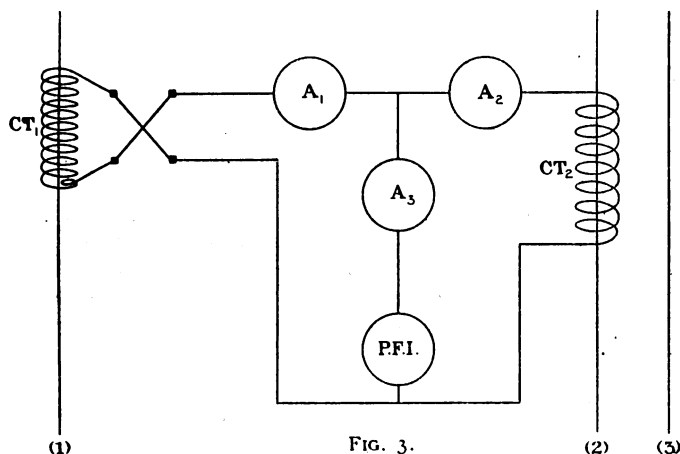 A₁
A₂
CT₁
CT₂
A₃
P.F.I.
(1)
FIG. 3.
(2)
(3)